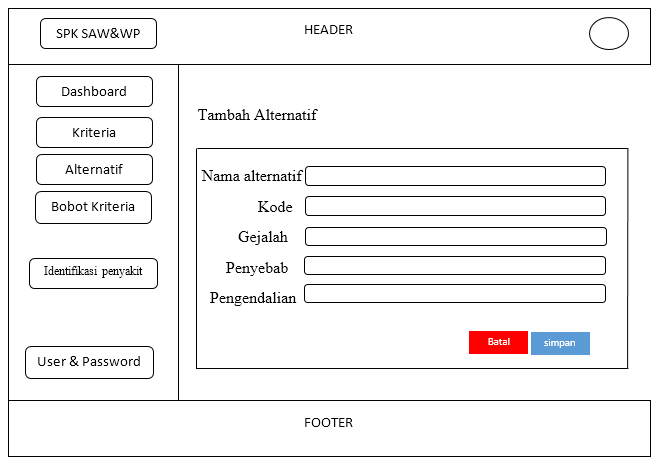 SPK SAW&WP
HEADER
Dashboard
Kriteria
Alternatif
Bobot Kriteria
Identifikasi penyakit
User & Password
Tambah Alternatif
Nama alternatif
Kode
Gejalah
Penyebab
Pengendalian
Batal
simpan
FOOTER